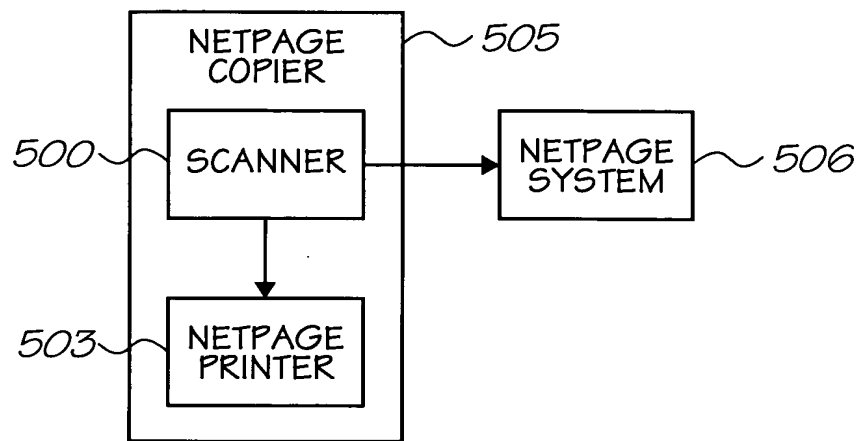 NETPAGE
COPIER
505
500
SCANNER
NETPAGE
SYSTEM
506
503
NETPAGE
PRINTER